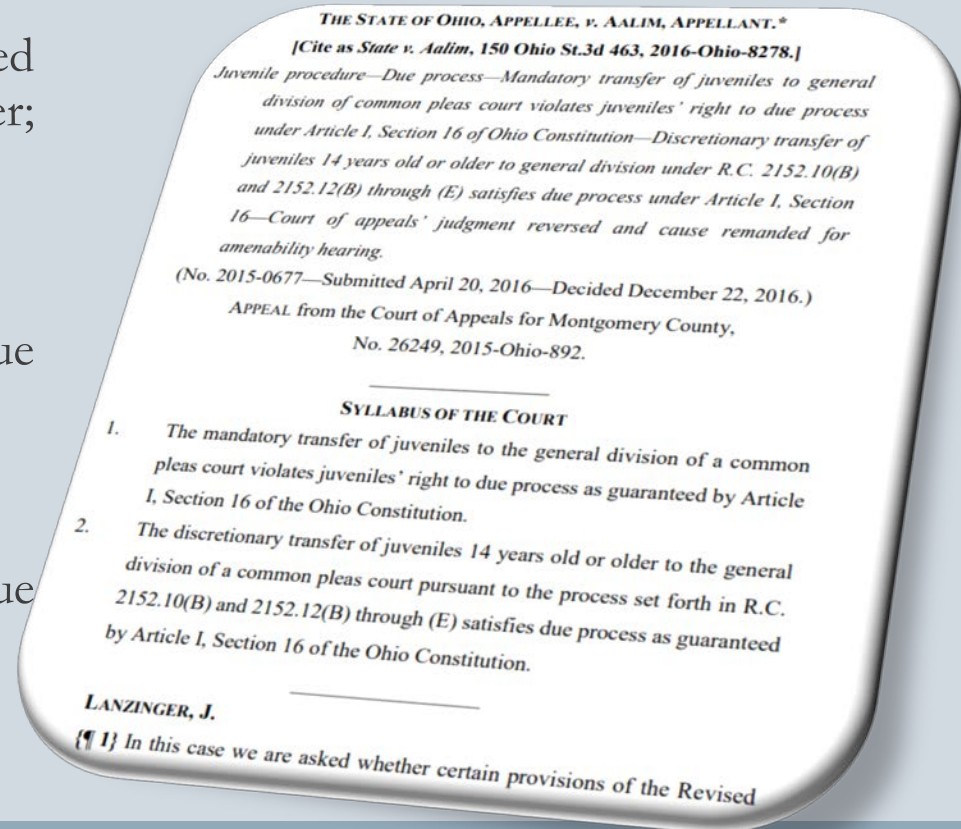 ed
er;
ue
ue
THE STATE OF OHIO, APPELLEE, v. AALIM, APPELLANT.*
[Cite as State v. Aalim, 150 Ohio St.3d 463, 2016-Ohio-8278.]
Juvenile procedure—Due process—Mandatory transfer of juveniles to general
division of common pleas court violates juveniles' right to due process
under Article I, Section 16 of Ohio Constitution—Discretionary transfer of
juveniles 14 years old or older to general division under R.C. 2152.10(B)
and 2152.12(B) through (E) satisfies due process under Article I, Section
16—Court of appeals' judgment reversed and cause remanded for
amenability hearing.
(No. 2015-0677—Submitted April 20, 2016—Decided December 22, 2016.)
APPEAL from the Court of Appeals for Montgomery County,
No. 26249, 2015-Ohio-892.
SYLLABUS OF THE COURT
1. The mandatory transfer of juveniles to the general division of a common
pleas court violates juveniles' right to due process as guaranteed by Article
I, Section 16 of the Ohio Constitution.
2. The discretionary transfer of juveniles 14 years old or older to the general
division of a common pleas court pursuant to the process set forth in R.C.
2152.10(B) and 2152.12(B) through (E) satisfies due process as guaranteed
by Article I, Section 16 of the Ohio Constitution.
LANZINGER, J.
{¶ 1} In this case we are asked whether certain provisions of the Revised